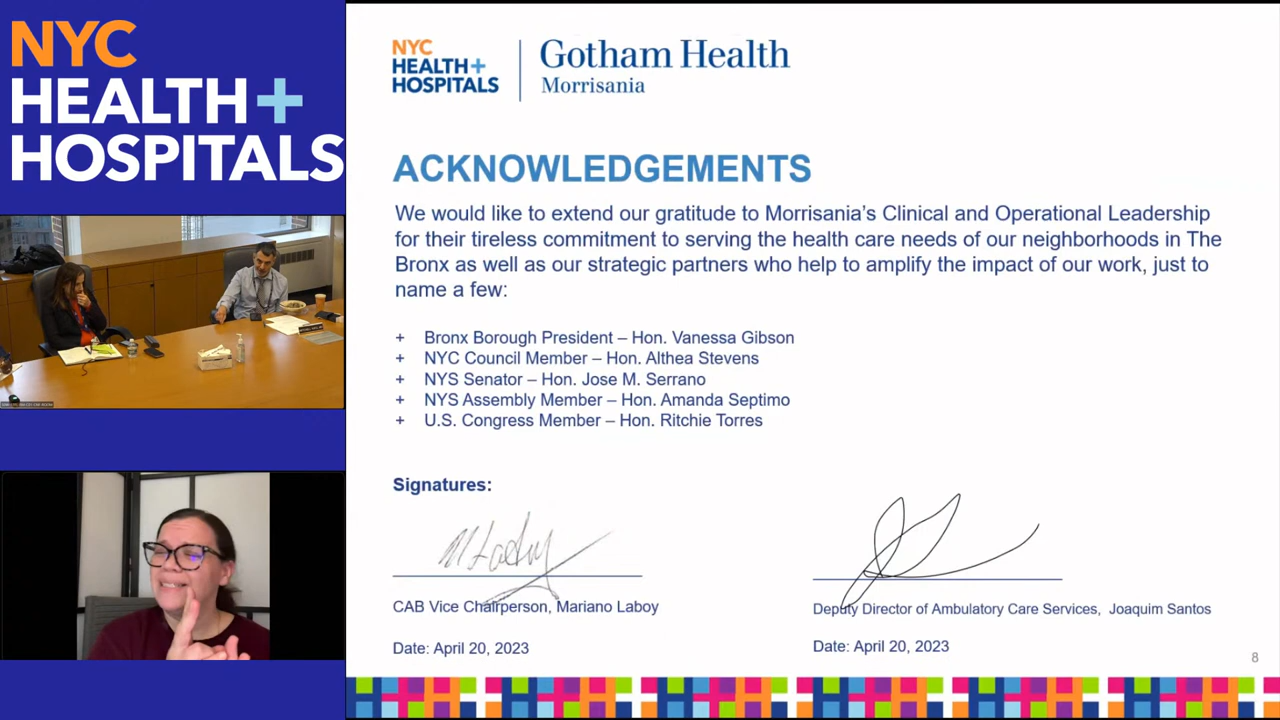 NYC
HEALTH+
HOSPITALS
NYC
HEALTH+
HOSPITALS
Gotham Health
Morrisania
ACKNOWLEDGEMENTS
We would like to extend our gratitude to Morrisania's Clinical and Operational Leadership
for their tireless commitment to serving the health care needs of our neighborhoods in The
Bronx as well as our strategic partners who help to amplify the impact of our work, just to
name a few:
+ Bronx Borough President – Hon. Vanessa Gibson
+ NYC Council Member – Hon. Althea Stevens
+ NYS Senator – Hon. Jose M. Serrano
+ NYS Assembly Member – Hon. Amanda Septimo
+ U.S. Congress Member – Hon. Ritchie Torres
Signatures:
CAB Vice Chairperson, Mariano Laboy
Deputy Director of Ambulatory Care Services, Joaquim Santos
Date: April 20, 2023
Date: April 20, 2023
8